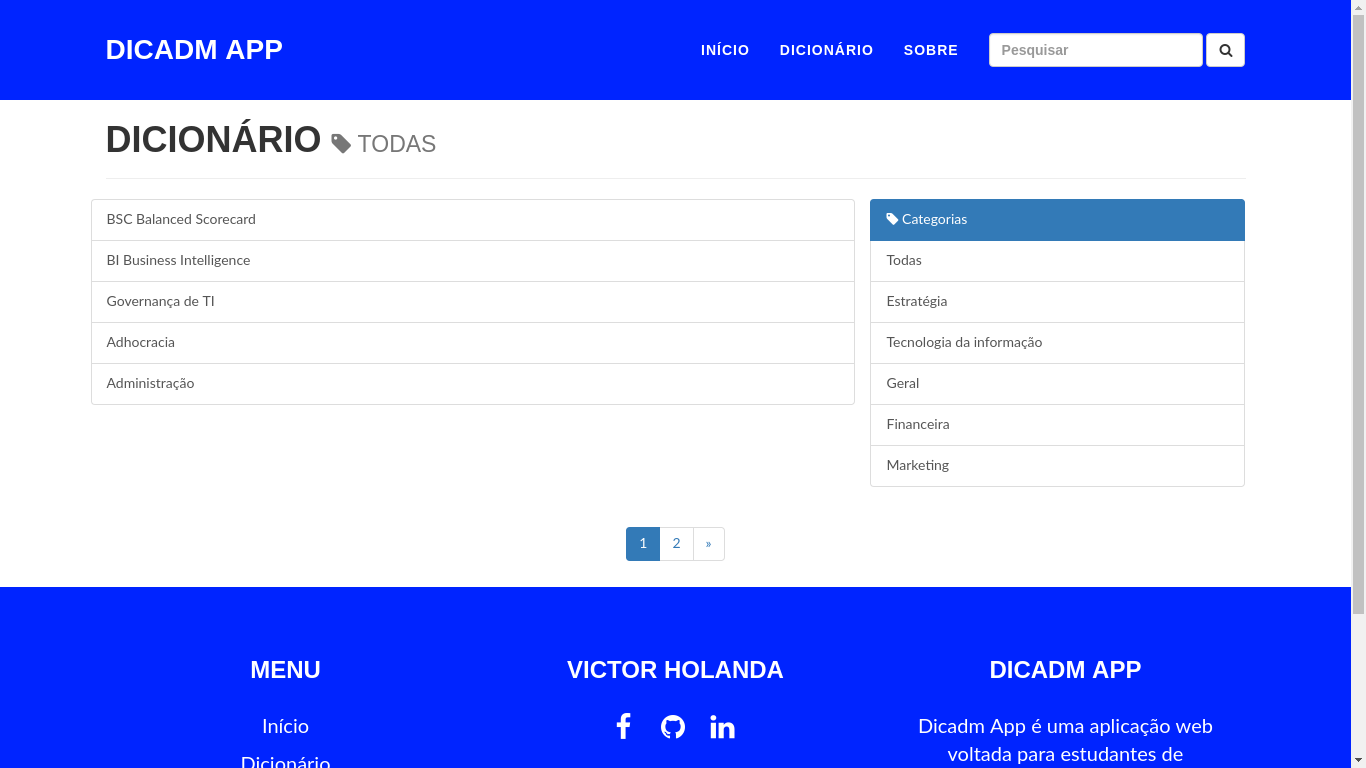 DICADM APP
INÍCIO
DICIONÁRIO
SOBRE
Pesquisar
DICIONÁRIO TODAS
BSC Balanced Scorecard
BI Business Intelligence
Governança de TI
Adhocracia
Administração
Categorias
Todas
Estratégia
Tecnologia da informação
Geral
Financeira
Marketing
1 2 »
MENU
Início
Dicionário
VICTOR HOLANDA
DICADM APP
Dicadm App é uma aplicação web
voltada para estudantes de